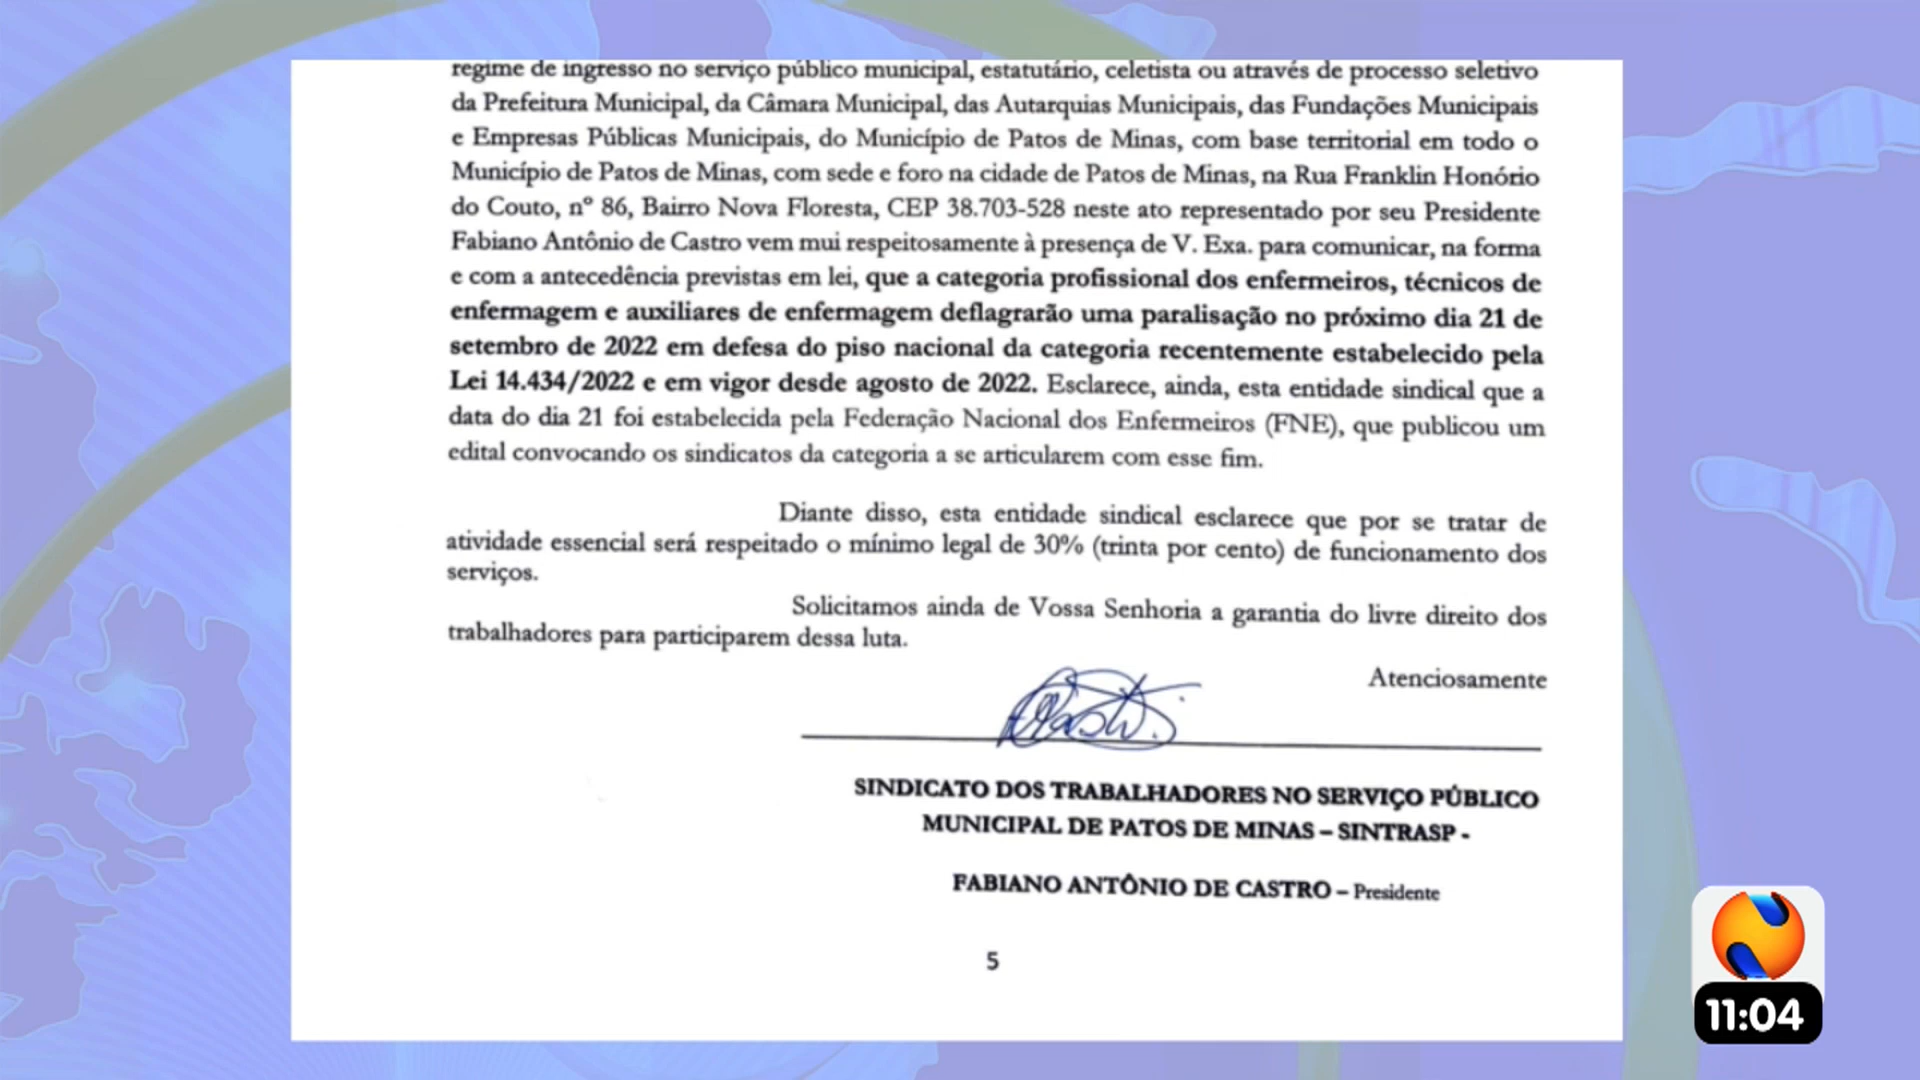 regime de ingresso no serviço público municipal, estatutário, celetista ou através de processo seletivo
da Prefeitura Municipal, da Câmara Municipal, das Autarquias Municipais, das Fundações Municipais
e Empresas Públicas Municipais, do Município de Patos de Minas, com base territorial em todo o
Município de Patos de Minas, com sede e foro na cidade de Patos de Minas, na Rua Franklin Honório
do Couto, nº 86, Bairro Nova Floresta, CEP 38.703-528 neste ato representado por seu Presidente
Fabiano Antônio de Castro vem mui respeitosamente à presença de V. Exa. para comunicar, na forma
e com a antecedência previstas em lei, que a categoria profissional dos enfermeiros, técnicos de
enfermagem e auxiliares de enfermagem deflagrarão uma paralisação no próximo dia 21 de
setembro de 2022 em defesa do piso nacional da categoria recentemente estabelecido pela
Lei 14.434/2022 e em vigor desde agosto de 2022. Esclarece, ainda, esta entidade sindical que a
data do dia 21 foi estabelecida pela Federação Nacional dos Enfermeiros (FNE), que publicou um
edital convocando os sindicatos da categoria a se articularem com esse fim.
Diante disso, esta entidade sindical esclarece que por se tratar de
atividade essencial será respeitado o mínimo legal de 30% (trinta por cento) de funcionamento dos
serviços.
Solicitamos ainda de Vossa Senhoria a garantia do livre direito dos
trabalhadores para participarem dessa luta.
Atenciosamente
SINDICATO DOS TRABALHADORES NO SERVIÇO PÚBLICO
MUNICIPAL DE PATOS DE MINAS – SINTRASP -
FABIANO ANTÔNIO DE CASTRO – Presidente
5
11:04